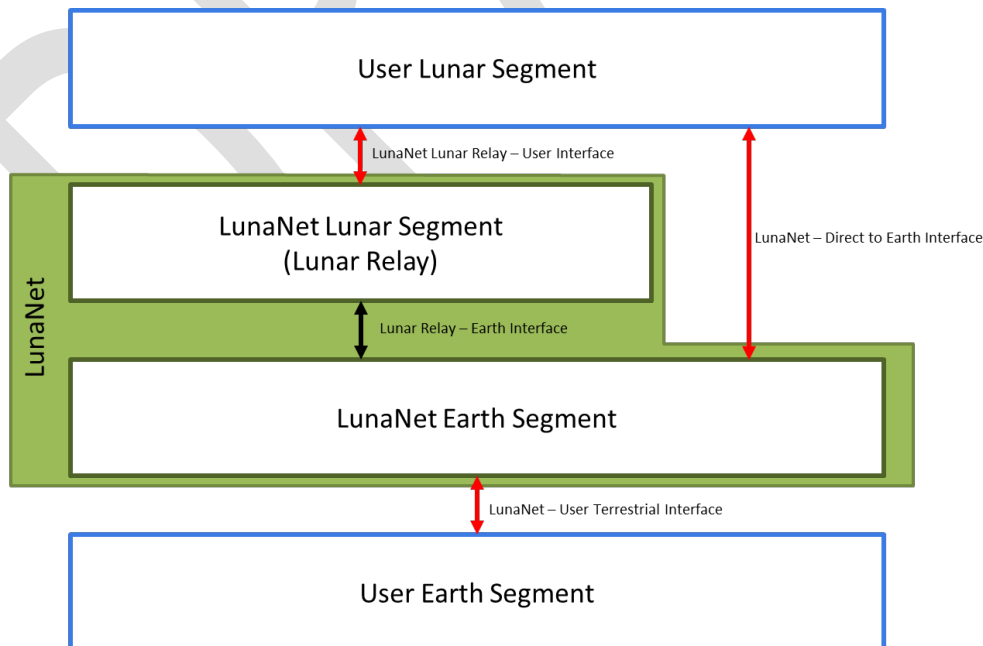 User Lunar Segment
LunaNet Lunar Relay – User Interface
LunaNet Lunar Segment
(Lunar Relay)
LunaNet – Direct to Earth Interface
LunaNet
Lunar Relay – Earth Interface
LunaNet Earth Segment
LunaNet – User Terrestrial Interface
User Earth Segment